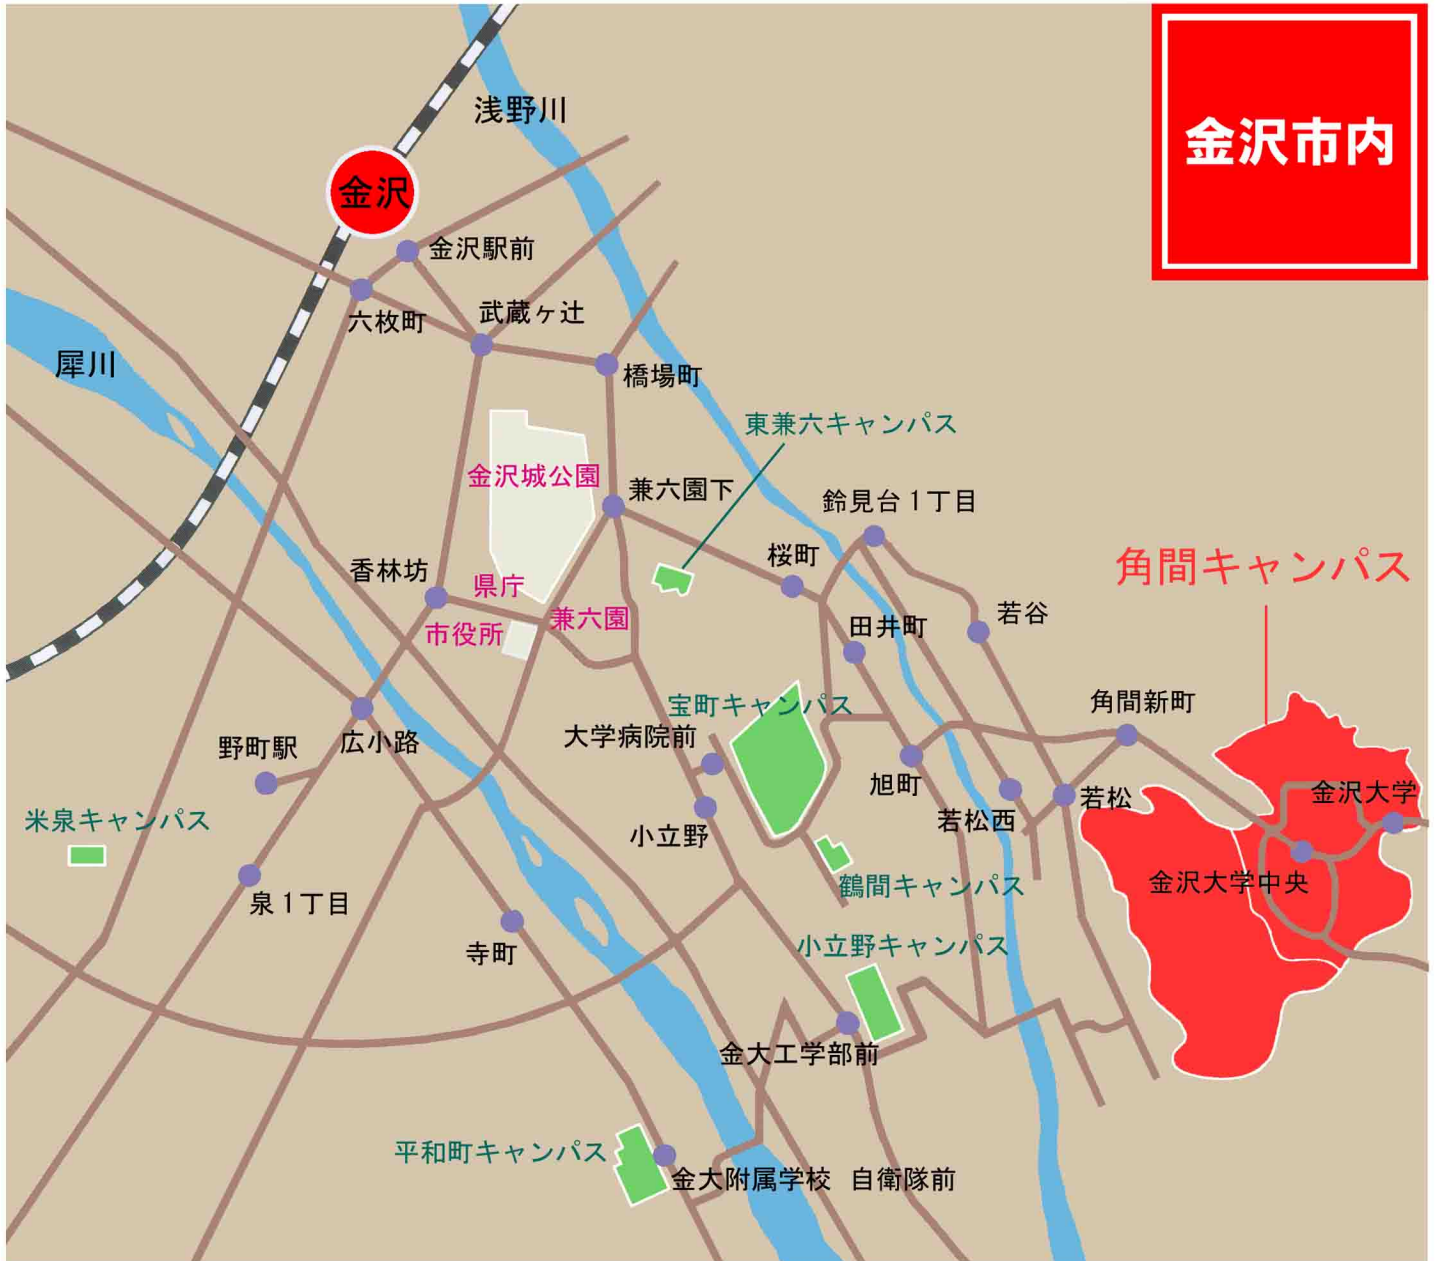 金沢市内
浅野川
金沢
金沢駅前
六枚町
武蔵ヶ辻
犀川
橋場町
東兼六キャンパス
金沢城公園
兼六園下
鈴見台1丁目
香林坊
県庁
桜町
角間キャンパス
市役所
兼六園
田井町
若谷
宝町キャンパス
角間新町
大学病院前
野町駅
広小路
旭町
若松
金沢大学
米泉キャンパス
小立野
若松西
鶴間キャンパス
金沢大学中央
泉1丁目
寺町
小立野キャンパス
金大工学部前
平和町キャンパス
金大附属学校 自衛隊前